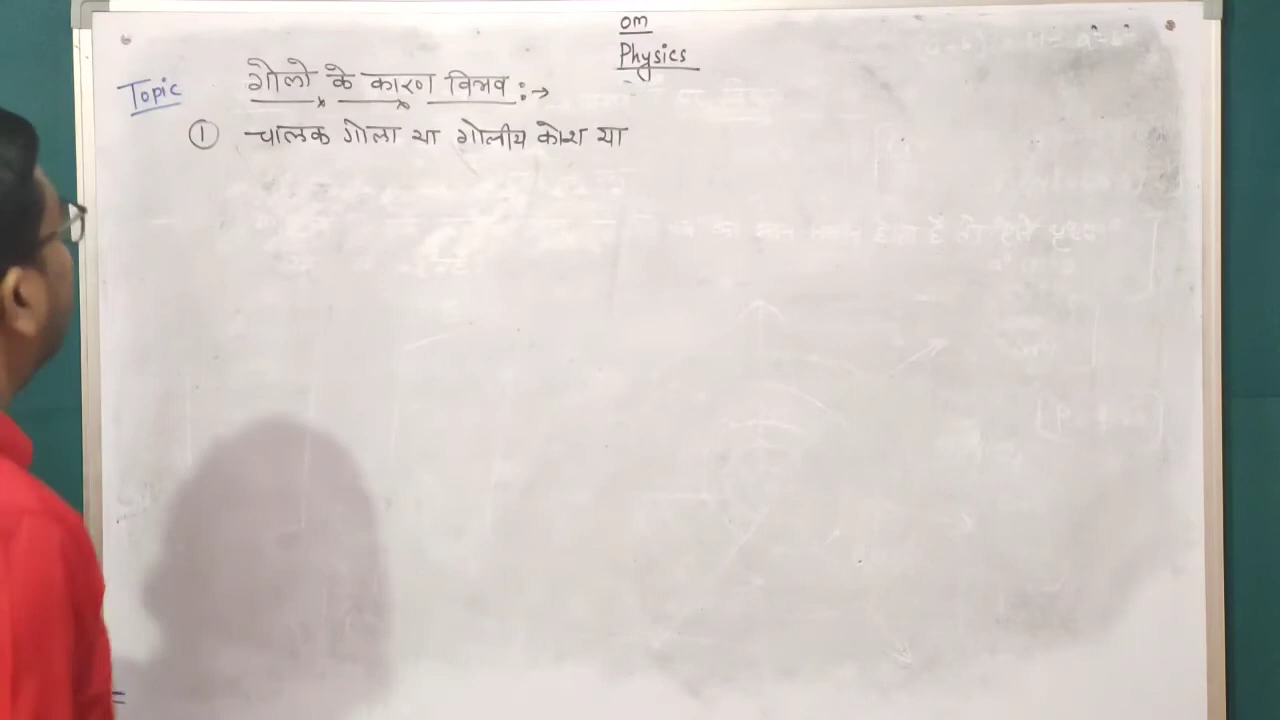 om
Physics
Topic गोलो के कारण विभव :→
① चालक गोला या गोलीय कोश या